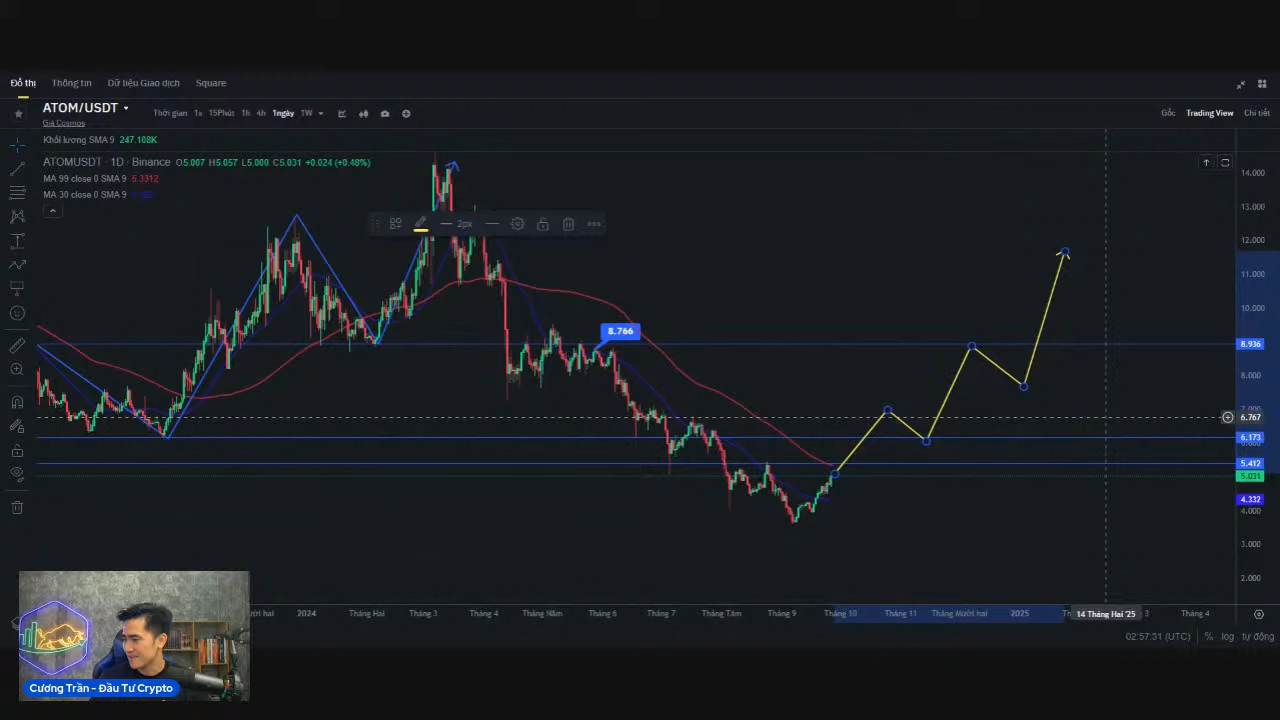 Đồ thị Thông tin Dữ liệu Giao dịch Square
ATOM/USDT
Giá Cosmos
Thời gian 1s 15Phút 1h 4h 1ngày 1W
Gốc Trading View Chi tiết
Khối lượng SMA 9 247.108K
ATOMUSDT · 1D · Binance O5.007 H5.057 L5.000 C5.031 +0.024 (+0.48%)
MA 99 close 0 SMA 9 5.3312
MA 30 close 0 SMA 9
2px
8.766
14.000
13.000
12.000
11.000
10.000
8.936
8.000
6.767
6.173
5.412
5.031
4.332
4.000
3.000
2.000
2024 Tháng Hai Tháng 3 Tháng 4 Tháng Năm Tháng 6 Tháng 7 Tháng Tám Tháng 9 Tháng 10 Tháng 11 Tháng Mười hai 2025 14 Tháng Hai '25 3 Tháng 4
02:57:31 (UTC) % log tự động
Cương Trần - Đầu Tư Crypto